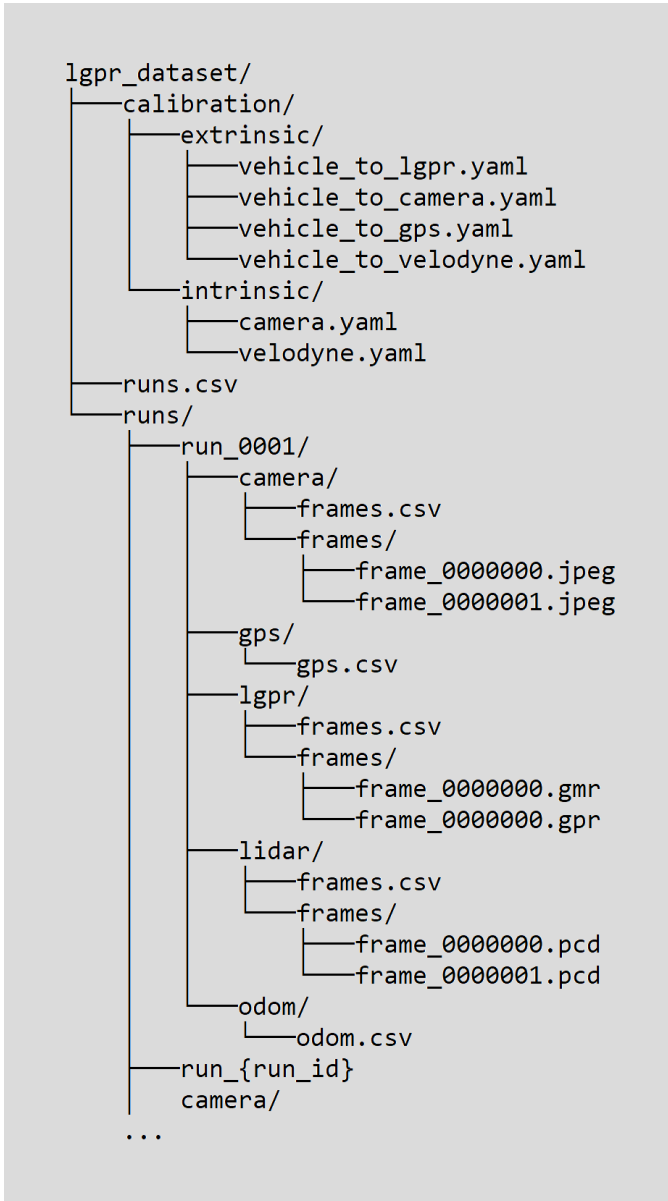 lgpr_dataset/
├──calibration/
│  ├──extrinsic/
│  │  ├──vehicle_to_lgpr.yaml
│  │  ├──vehicle_to_camera.yaml
│  │  ├──vehicle_to_gps.yaml
│  │  └──vehicle_to_velodyne.yaml
│  └──intrinsic/
│     ├──camera.yaml
│     └──velodyne.yaml
├──runs.csv
└──runs/
   ├──run_0001/
   │  ├──camera/
   │  │  ├──frames.csv
   │  │  └──frames/
   │  │     ├──frame_0000000.jpeg
   │  │     └──frame_0000001.jpeg
   │  ├──gps/
   │  │  └──gps.csv
   │  ├──lgpr/
   │  │  ├──frames.csv
   │  │  └──frames/
   │  │     ├──frame_0000000.gmr
   │  │     └──frame_0000000.gpr
   │  ├──lidar/
   │  │  ├──frames.csv
   │  │  └──frames/
   │  │     ├──frame_0000000.pcd
   │  │     └──frame_0000001.pcd
   │  └──odom/
   │     └──odom.csv
   ├──run_{run_id}
   │  camera/
   ...